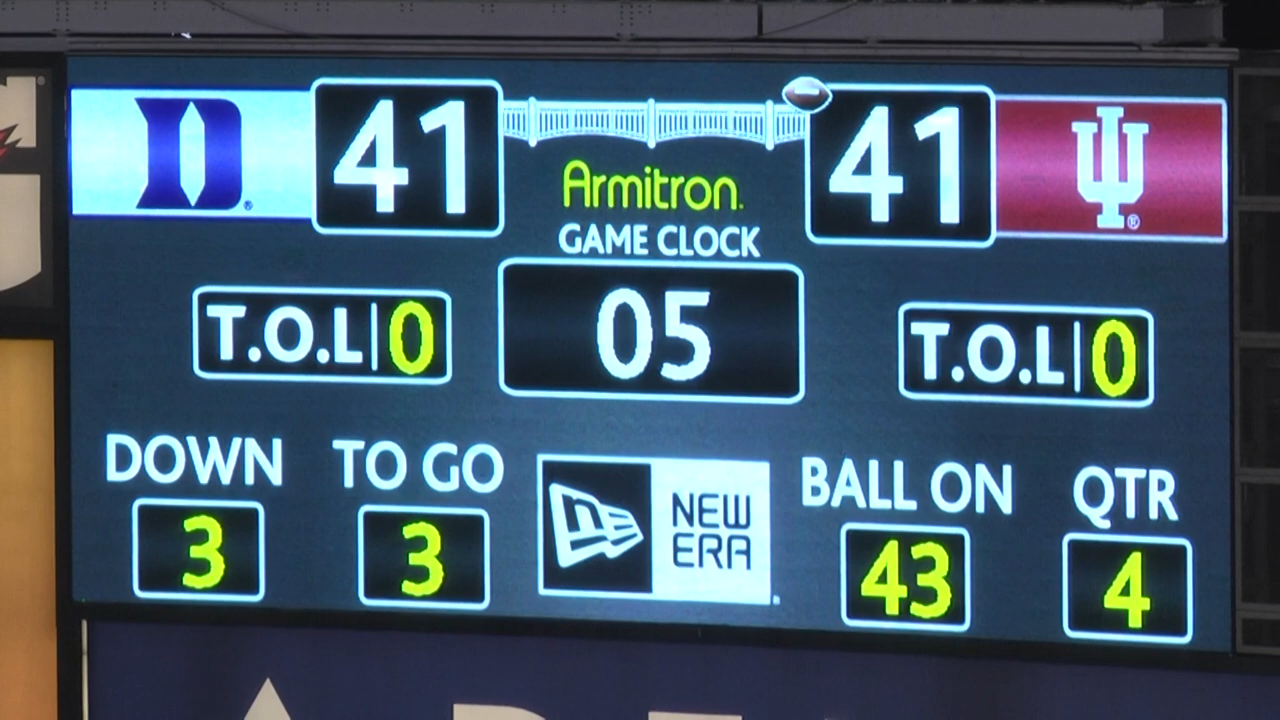 D 41 41 IU
Armitron.
GAME CLOCK
05
T.O.L 0
T.O.L 0
DOWN TO GO BALL ON QTR
3 3 43 4
NEW
ERA